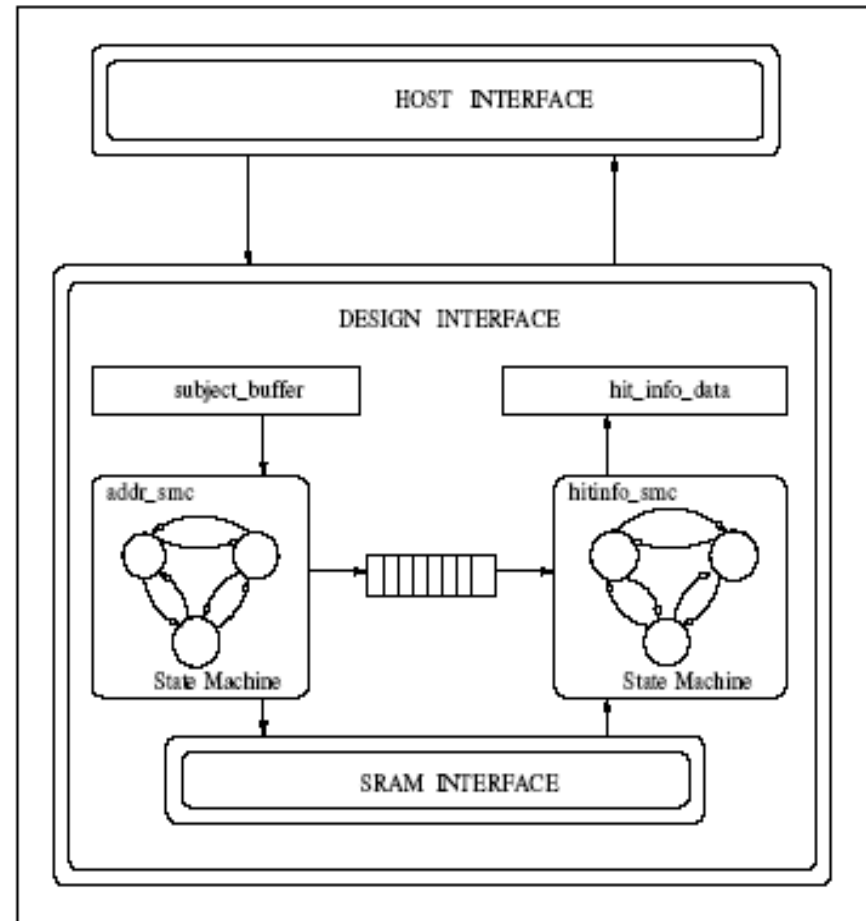 HOST INTERFACE
DESIGN INTERFACE
subject_buffer
hit_info_data
addr_smc
hitinfo_smc
State Machine
State Machine
SRAM INTERFACE